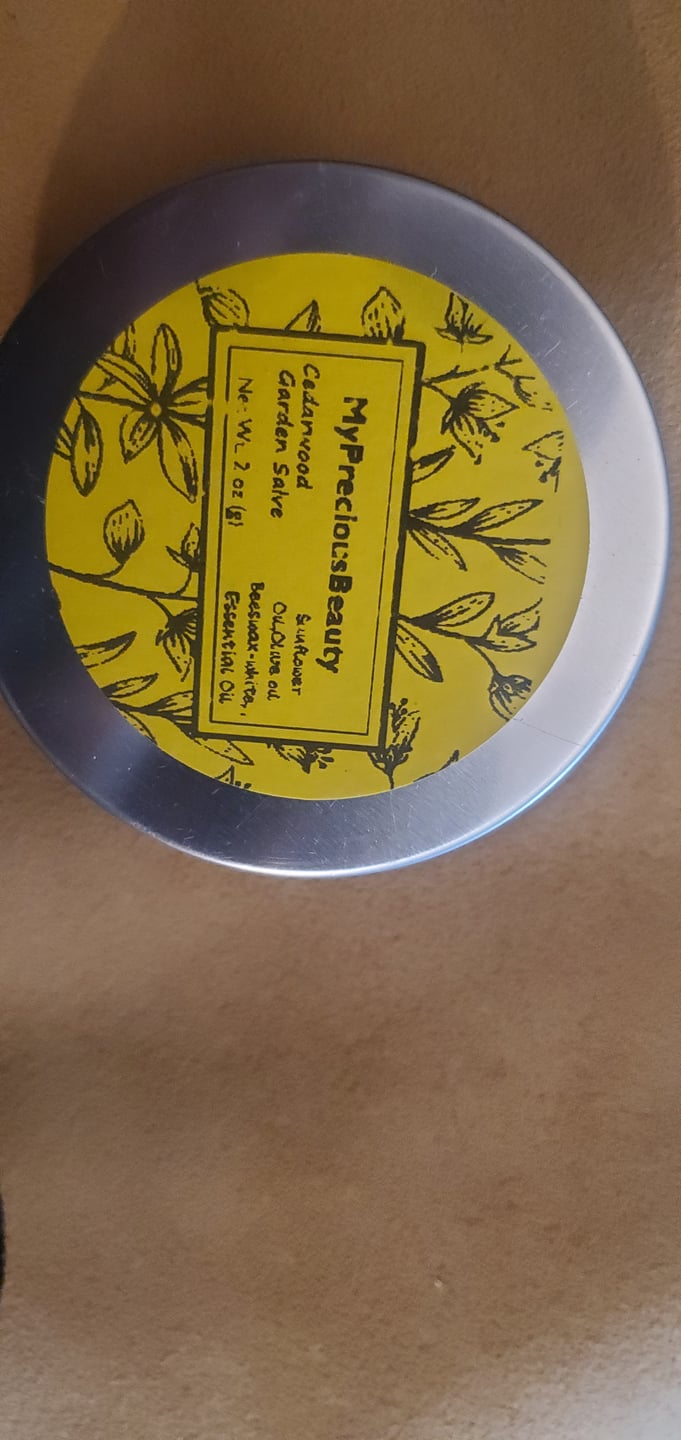 MyPreciousBeauty
Cedarwood
Garden Salve
Net Wt. 2 oz (g)
Sunflower
Oil,Olive oil
Beeswax-white,
Essential Oil